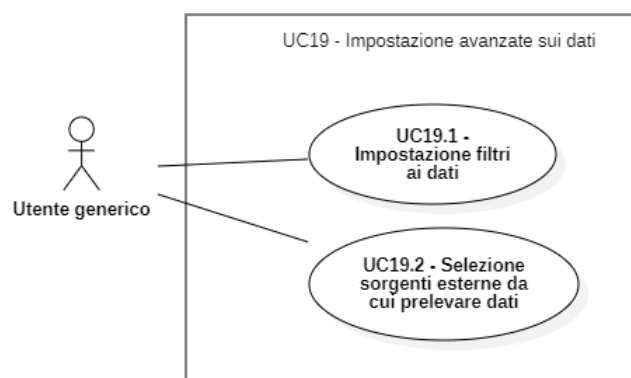 UC19 - Impostazione avanzate sui dati
UC19.1 -
Impostazione filtri
ai dati
Utente generico
UC19.2 - Selezione
sorgenti esterne da
cui prelevare dati